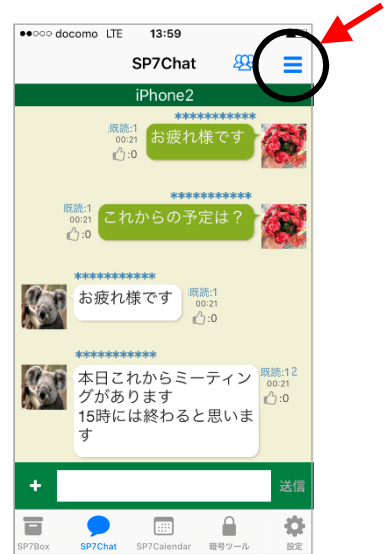 docomo LTE 13:59
SP7Chat
iPhone2
***********
既読:1
00:21
:0
お疲れ様です
***********
既読:1
00:21
:0
これからの予定は？
***********
お疲れ様です
既読:1
00:21
:0
***********
本日これからミーティン
グがあります
15時には終わると思いま
す
既読:12
00:21
:0
+
送信
SP7Box SP7Chat SP7Calendar 暗号ツール 設定